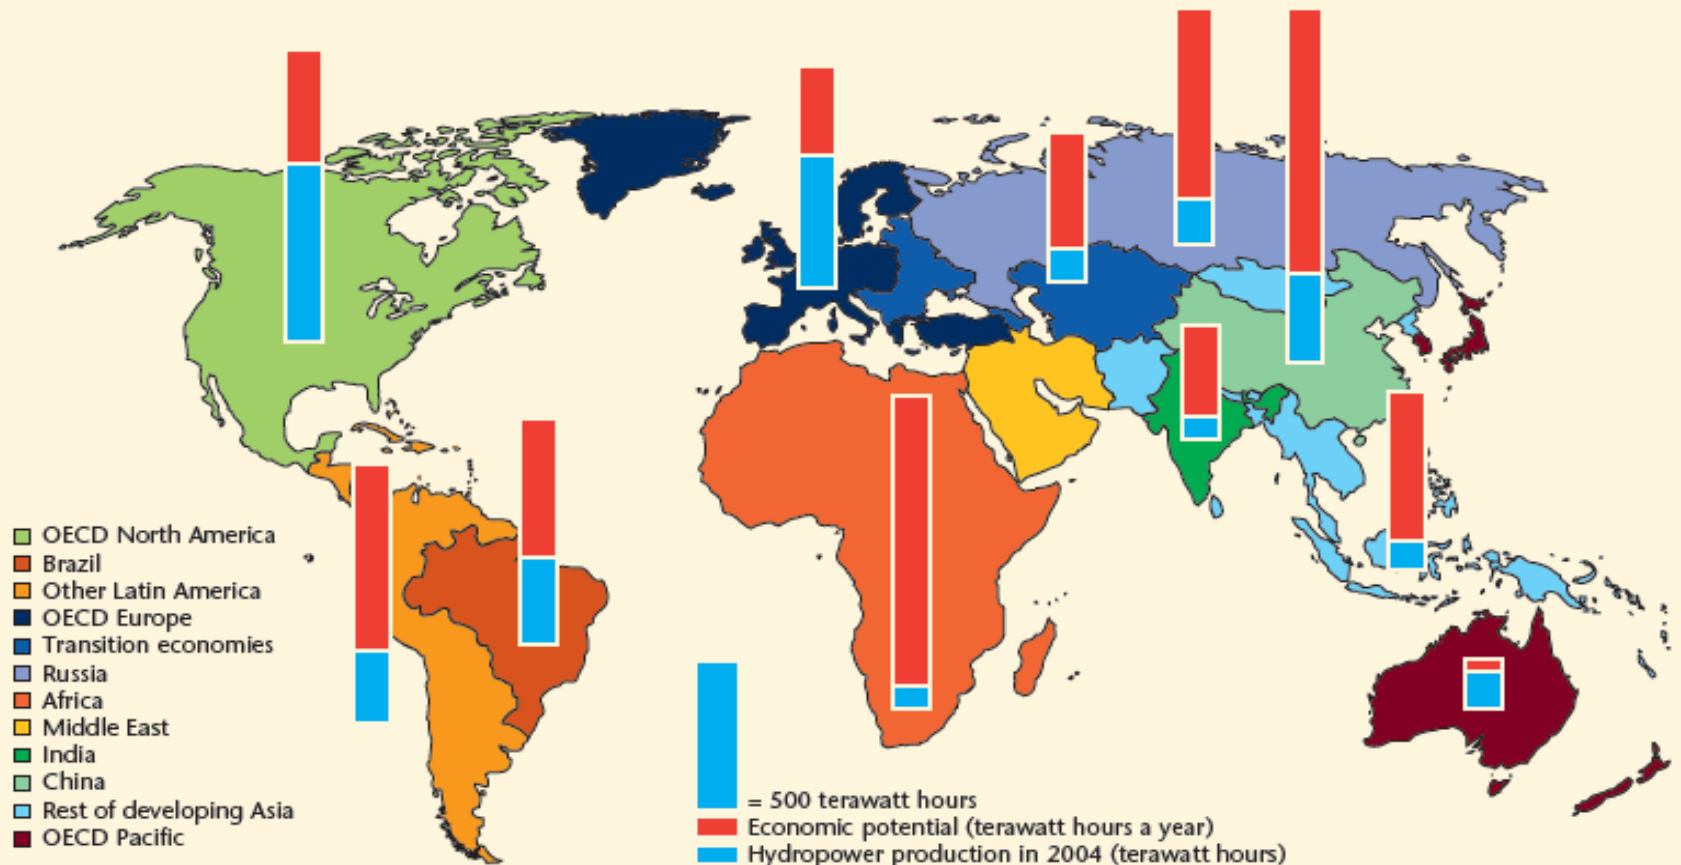 OECD North America
Brazil
Other Latin America
OECD Europe
Transition economies
Russia
Africa
Middle East
India
China
Rest of developing Asia
OECD Pacific
= 500 terawatt hours
Economic potential (terawatt hours a year)
Hydropower production in 2004 (terawatt hours)